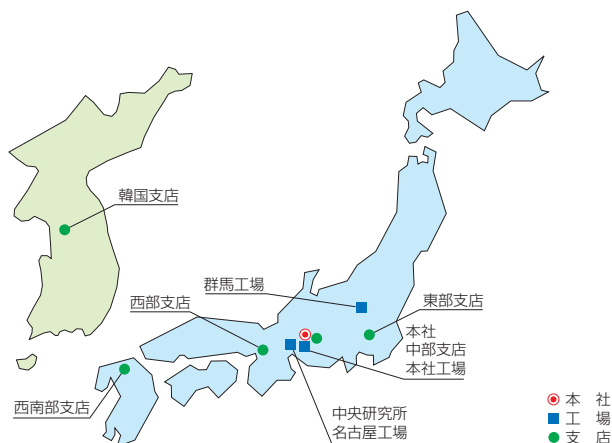 韓国支店
群馬工場
西部支店
東部支店
本社
中部支店
本社工場
西南部支店
中央研究所
名古屋工場
本　社
工　場
支　店